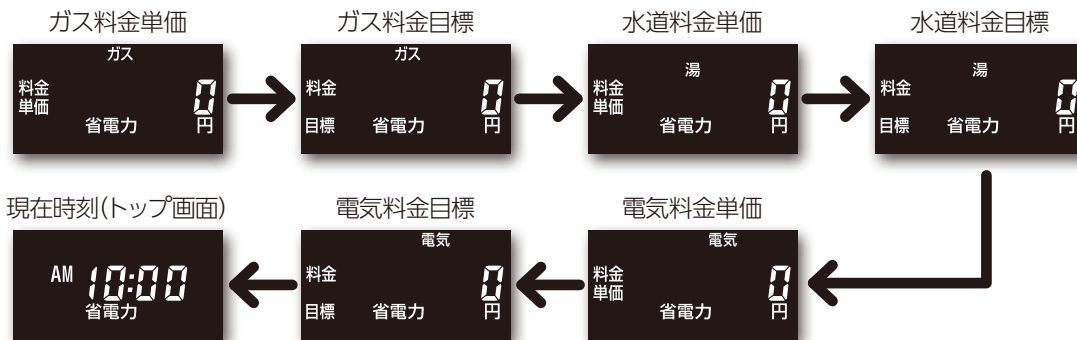 ガス料金単価
ガス
料金
単価
0
省電力
円
ガス料金目標
ガス
料金
0
目標
省電力
円
水道料金単価
湯
料金
単価
0
省電力
円
水道料金目標
湯
料金
0
目標
省電力
円
電気料金単価
電気
料金
単価
0
省電力
円
電気料金目標
電気
料金
0
目標
省電力
円
現在時刻(トップ画面)
AM 10:00
省電力